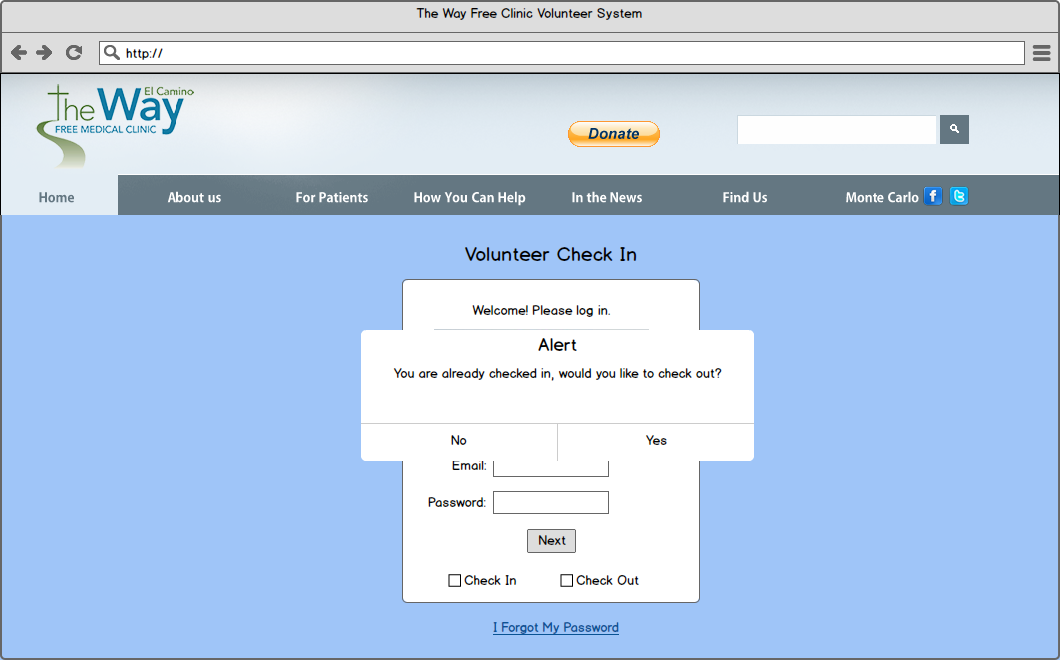 The Way Free Clinic Volunteer System
http://
El Camino
The Way
FREE MEDICAL CLINIC
Donate
Home About us For Patients How You Can Help In the News Find Us Monte Carlo f t
Volunteer Check In
Welcome! Please log in.
Alert
You are already checked in, would you like to check out?
No Yes
Email:
Password:
Next
Check In Check Out
I Forgot My Password